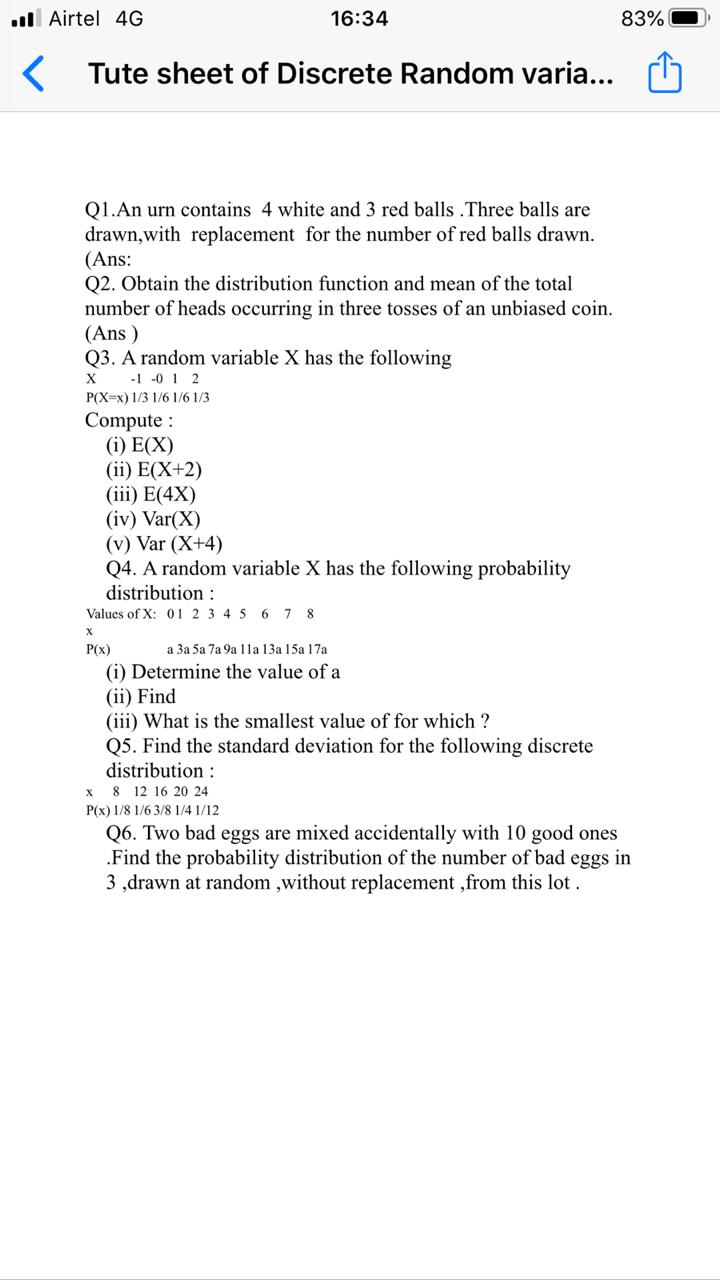 Airtel 4G 16:34 83%
Tute sheet of Discrete Random varia...
Q1.An urn contains 4 white and 3 red balls .Three balls are
drawn,with replacement for the number of red balls drawn.
(Ans:
Q2. Obtain the distribution function and mean of the total
number of heads occurring in three tosses of an unbiased coin.
(Ans )
Q3. A random variable X has the following
X -1 -0 1 2
P(X=x) 1/3 1/6 1/6 1/3
Compute :
(i) E(X)
(ii) E(X+2)
(iii) E(4X)
(iv) Var(X)
(v) Var (X+4)
Q4. A random variable X has the following probability
distribution :
Values of X: 0 1 2 3 4 5 6 7 8
x
P(x) a 3a 5a 7a 9a 11a 13a 15a 17a
(i) Determine the value of a
(ii) Find
(iii) What is the smallest value of for which ?
Q5. Find the standard deviation for the following discrete
distribution :
x 8 12 16 20 24
P(x) 1/8 1/6 3/8 1/4 1/12
Q6. Two bad eggs are mixed accidentally with 10 good ones
.Find the probability distribution of the number of bad eggs in
3 ,drawn at random ,without replacement ,from this lot .